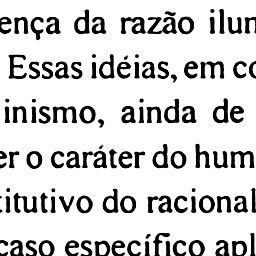 ença da razão ilun
Essas idéias, em co
inismo, ainda de
er o caráter do hum
titutivo do racional
caso específico apl